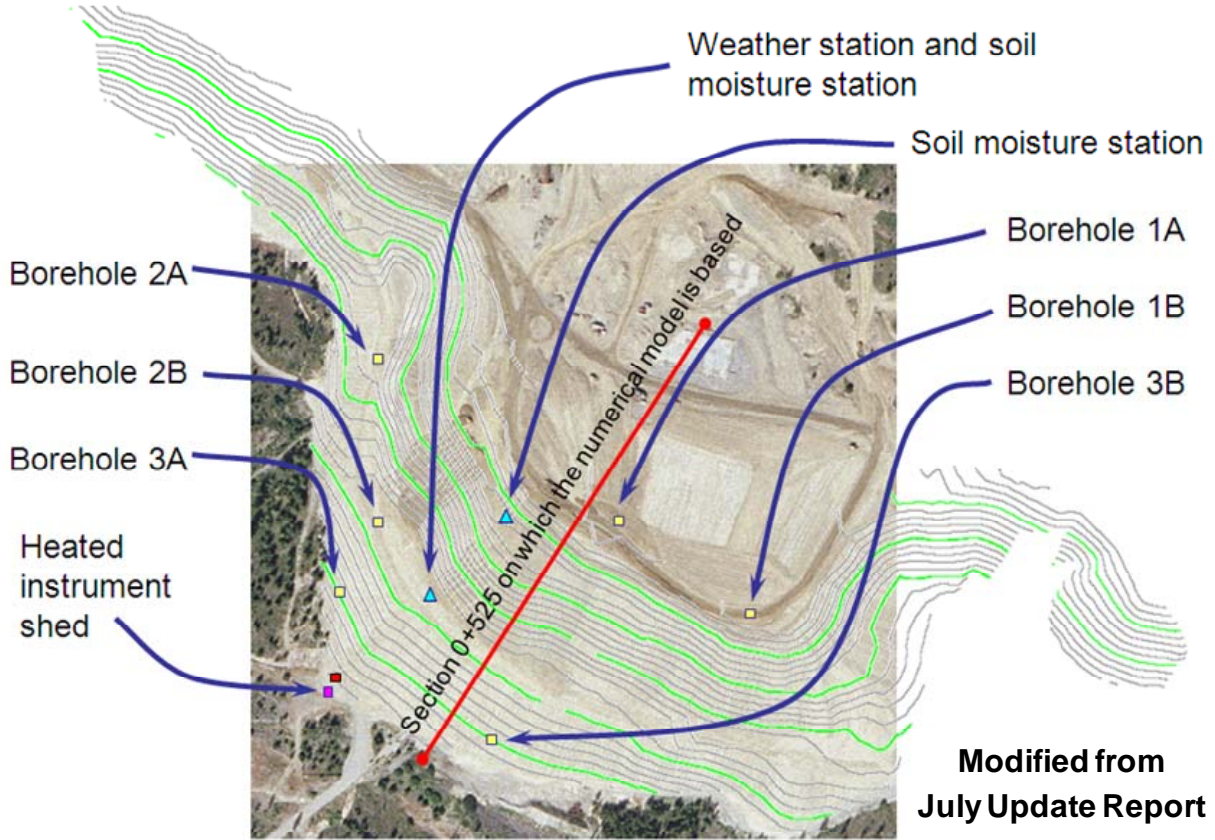 Weather station and soil
moisture station
Soil moisture station
Borehole 1A
Borehole 1B
Borehole 3B
Borehole 2A
Borehole 2B
Borehole 3A
Heated
instrument
shed
Section 0+525 on which the numerical model is based
Modified from
July Update Report